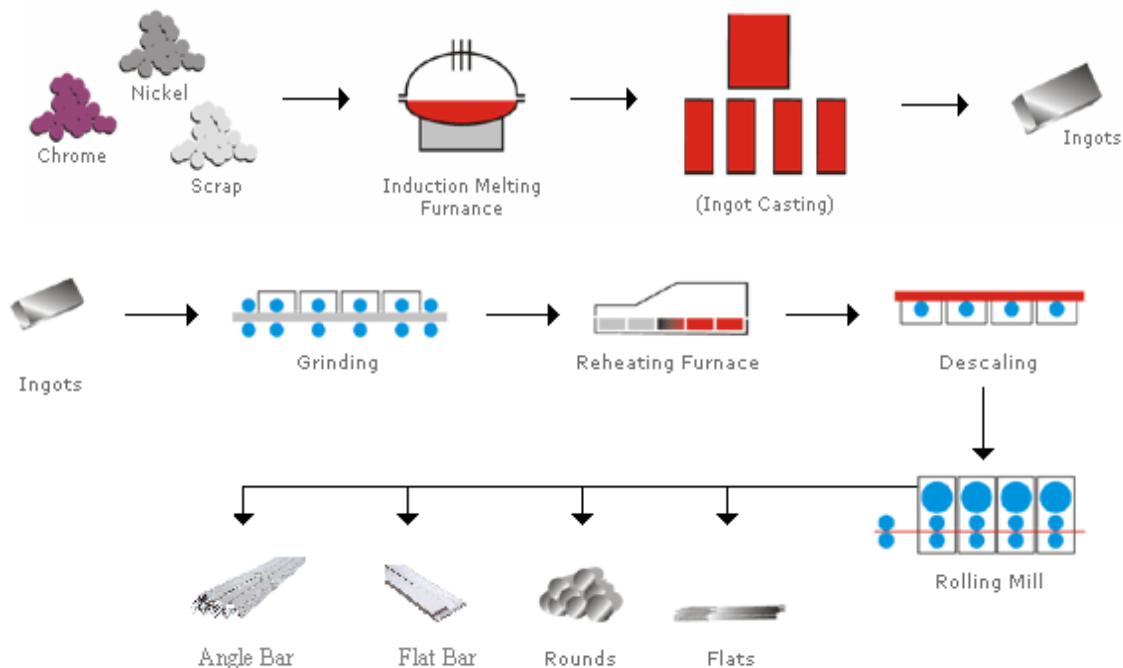 Nickel
Chrome
Scrap
Induction Melting
Furnance
(Ingot Casting)
Ingots
Ingots
Grinding
Reheating Furnace
Descaling
Rolling Mill
Angle Bar
Flat Bar
Rounds
Flats